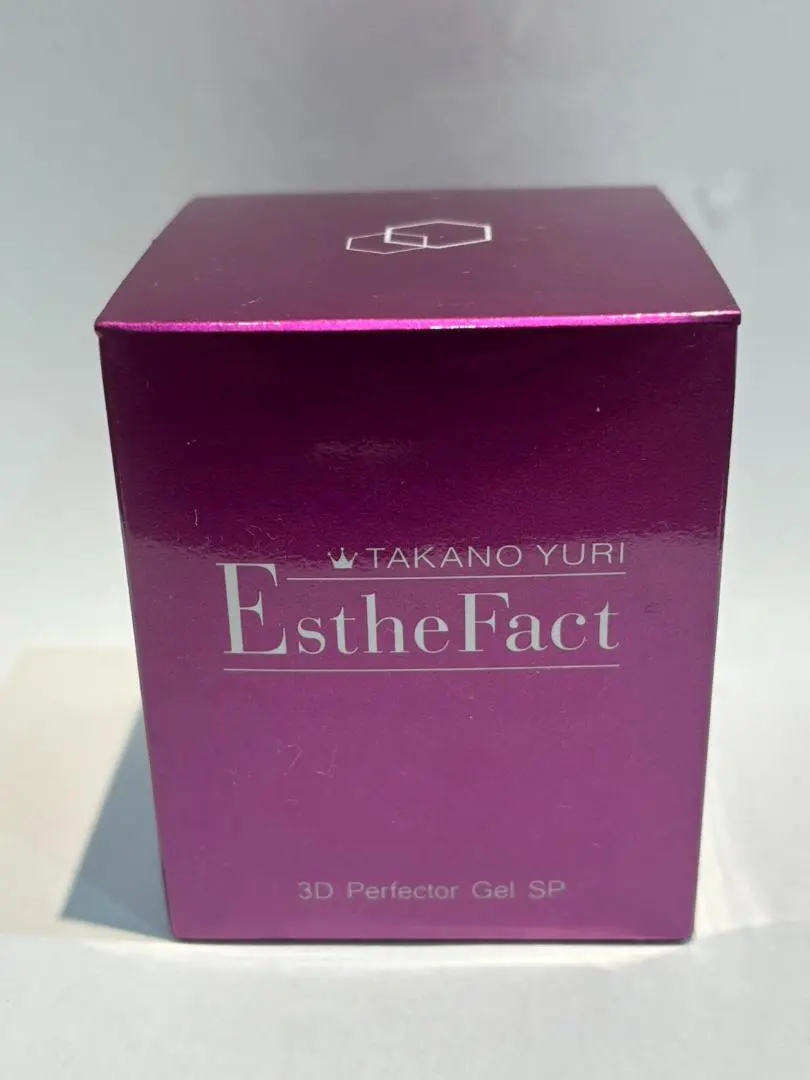 TAKANO YURI
EstheFact
3D Perfector Gel SP